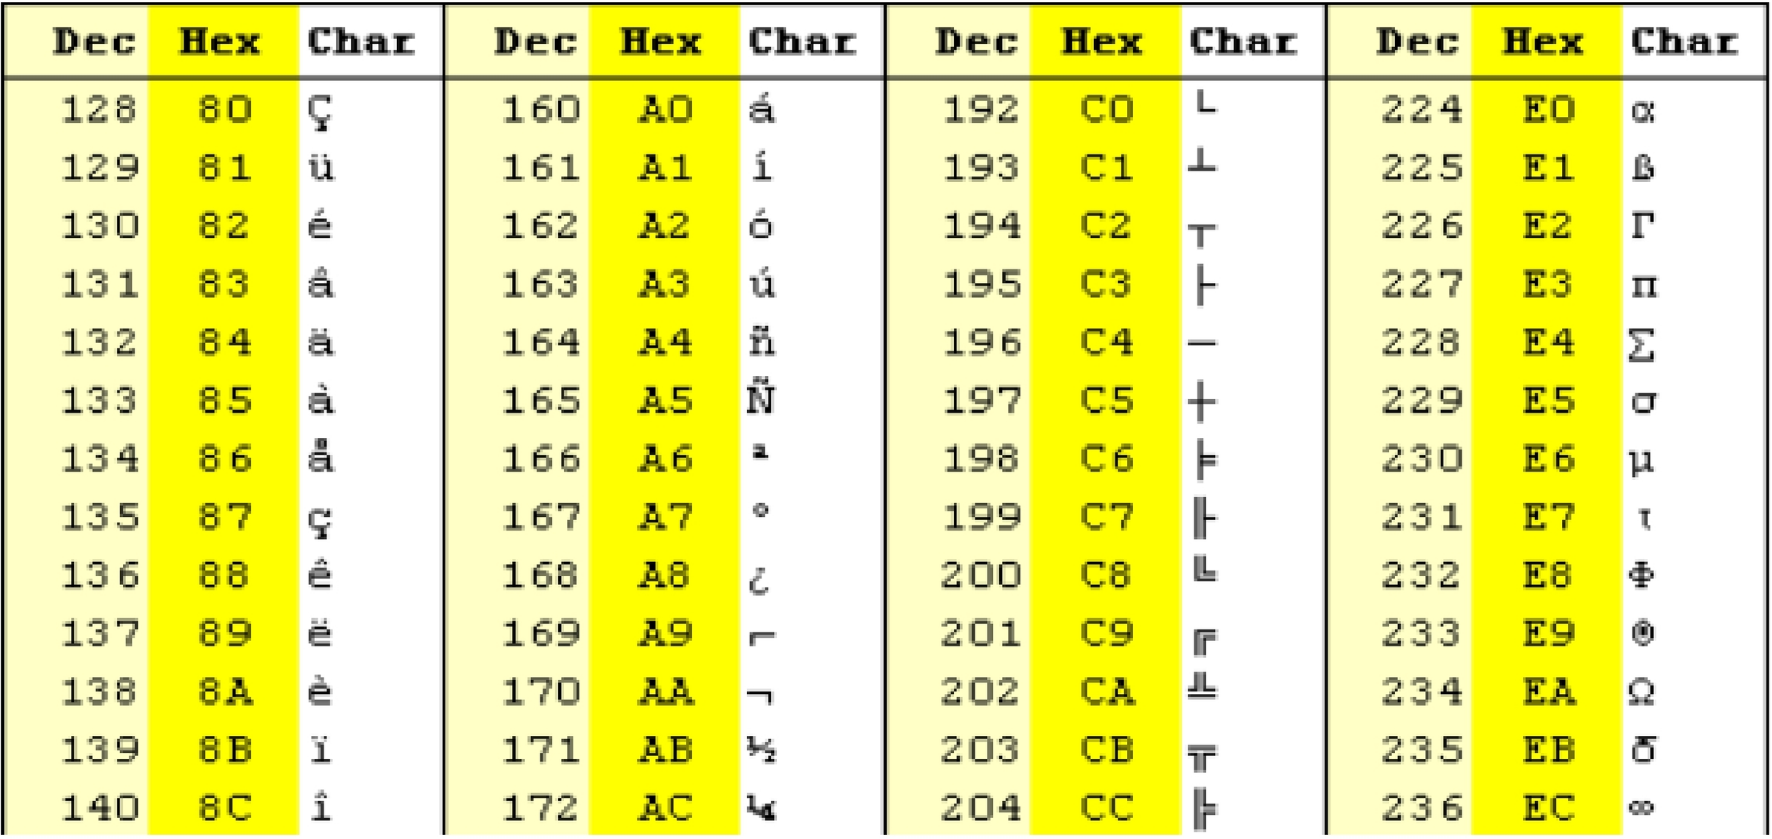 Dec Hex Char Dec Hex Char Dec Hex Char Dec Hex Char
128 80 Ç 160 A0 á 192 C0 └ 224 E0 α
129 81 ü 161 A1 í 193 C1 ┴ 225 E1 ß
130 82 é 162 A2 ó 194 C2 ┬ 226 E2 Γ
131 83 â 163 A3 ú 195 C3 ├ 227 E3 π
132 84 ä 164 A4 ñ 196 C4 ─ 228 E4 Σ
133 85 à 165 A5 Ñ 197 C5 ┼ 229 E5 σ
134 86 å 166 A6 ª 198 C6 ╞ 230 E6 µ
135 87 ç 167 A7 º 199 C7 ╟ 231 E7 τ
136 88 ê 168 A8 ¿ 200 C8 ╚ 232 E8 Φ
137 89 ë 169 A9 ⌐ 201 C9 ╔ 233 E9 Θ
138 8A è 170 AA ¬ 202 CA ╩ 234 EA Ω
139 8B ï 171 AB ½ 203 CB ╦ 235 EB δ
140 8C î 172 AC ¼ 204 CC ╠ 236 EC ∞